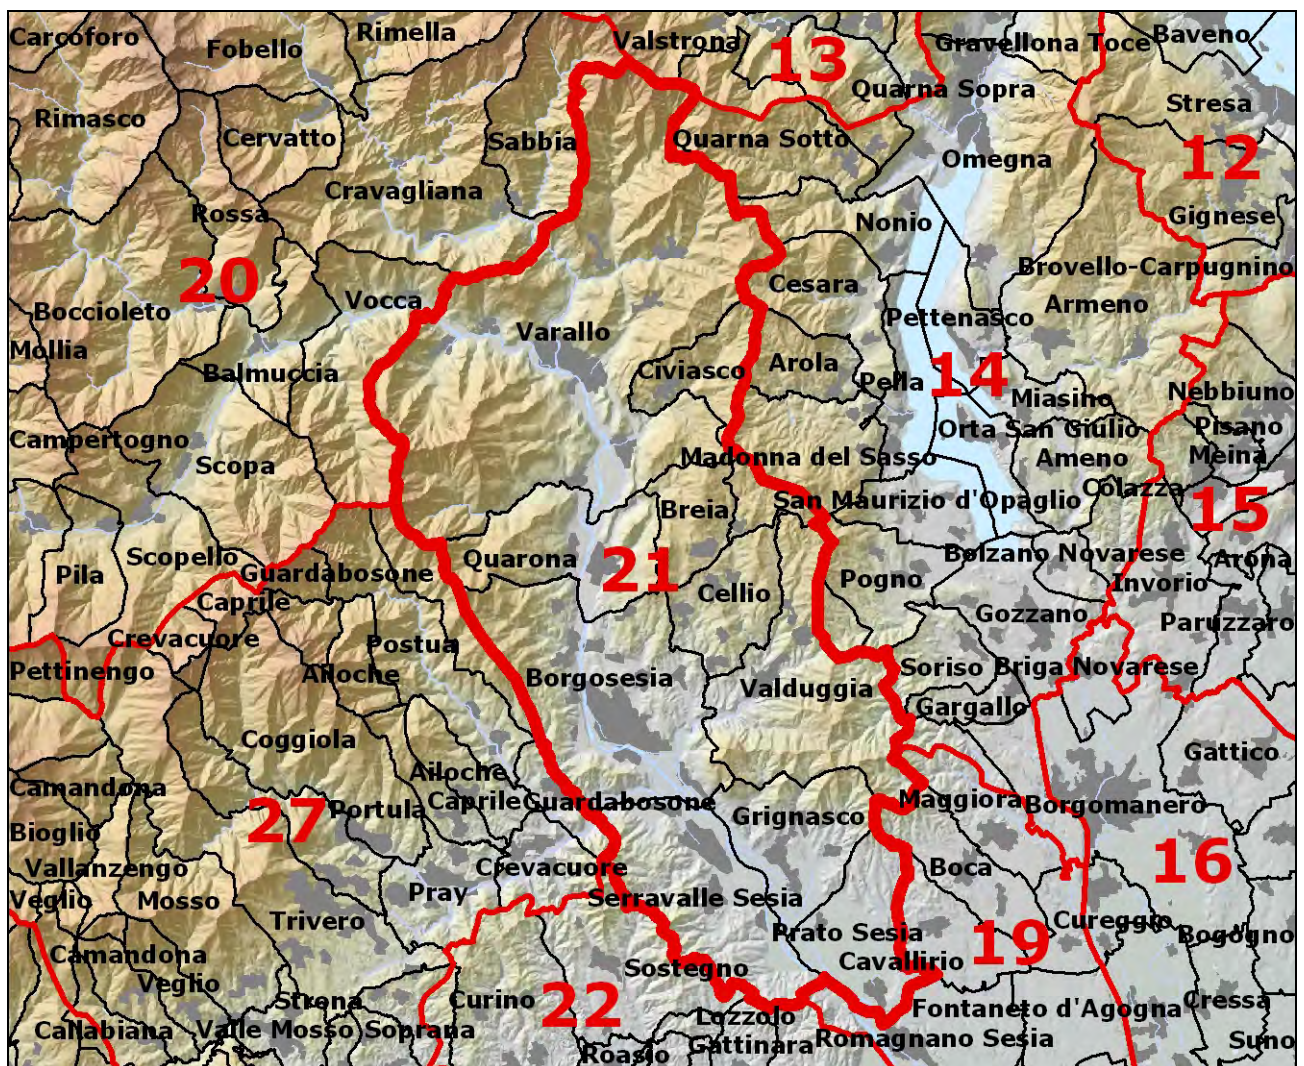 Carcoforo
Fobello
Rimella
Valstrona
13
Gravellona Toce
Baveno
Quarna Sopra
Stresa
Rimasco
Cervatto
Sabbia
Quarna Sotto
Omegna
12
Cravagliana
Rossa
Nonio
Gignese
20
Vocca
Cesara
Brovello-Carpugnino
Boccioleto
Varallo
Pettenasco
Armeno
Mollia
Balmuccia
Civiasco
Arola
Pella
14
Miasino
Nebbiuno
Campertogno
Scopa
Madonna del Sasso
Orta San Giulio
Ameno
Pisano
Meina
Colazza
Breia
San Maurizio d'Opaglio
15
Pila
Scopello
Guardabosone
Quarona
21
Cellio
Pogno
Bolzano Novarese
Arona
Invorio
Caprile
Gozzano
Paruzzaro
Crevacuore
Postua
Pettinengo
Ailoche
Borgosesia
Valduggia
Soriso
Briga Novarese
Gargallo
Coggiola
Gattico
Camandona
Ailoche
Caprile
Guardabosone
Portula
27
Grignasco
Maggiora
Borgomanero
Bioglio
Vallanzengo
Crevacuore
Boca
16
Veglio
Mosso
Pray
Serravalle Sesia
Trivero
Prato Sesia
19
Cureggio
Bogogno
Camandona
Veglio
Sostegno
Cavallirio
Strona
Curino
22
Lozzolo
Fontaneto d'Agogna
Cressa
Callabiana
Valle Mosso
Soprana
Roasio
Gattinara
Romagnano Sesia
Suno